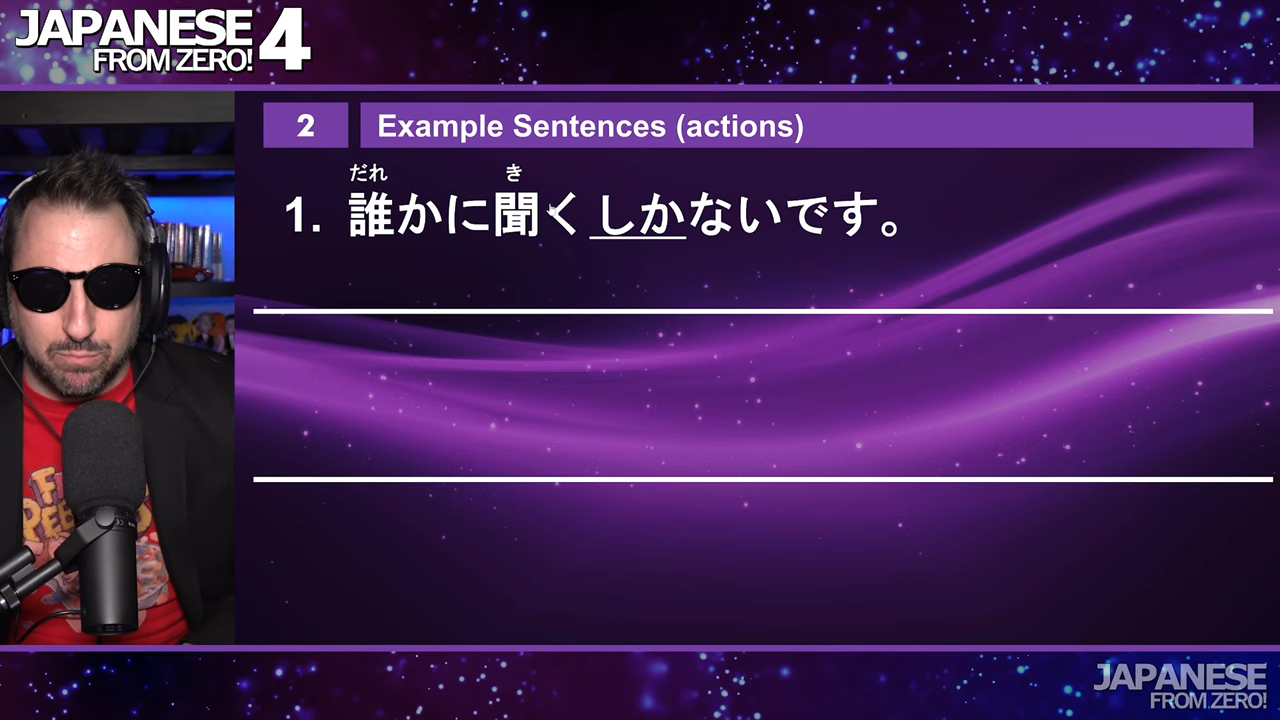 JAPANESE
FROM ZERO! 4
2 Example Sentences (actions)
だれ き
1. 誰かに聞くしかないです。
JAPANESE
FROM ZERO!